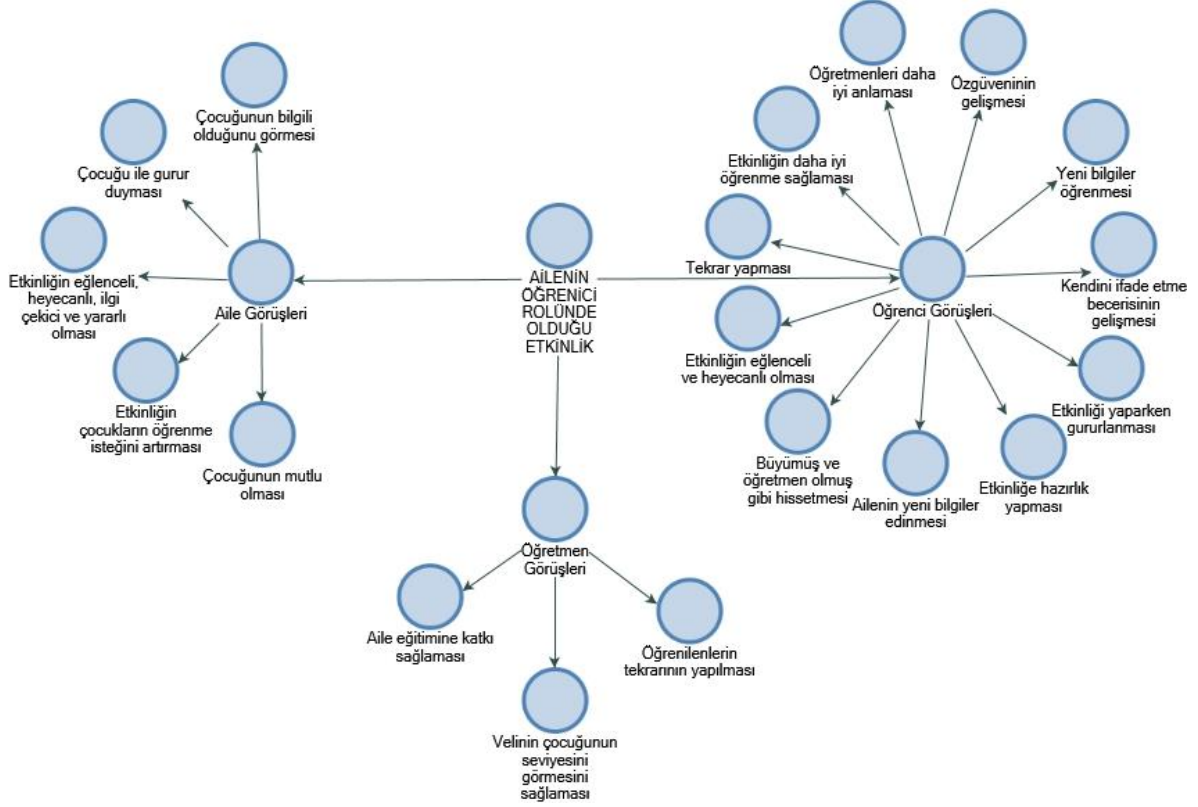 Öğretmenleri daha
iyi anlaması
Özgüveninin
gelişmesi
Çocuğunun bilgili
olduğunu görmesi
Etkinliğin daha iyi
öğrenme sağlaması
Çocuğu ile gurur
duyması
Yeni bilgiler
öğrenmesi
Tekrar yapması
Etkinliğin eğlenceli,
heyecanlı, ilgi
çekici ve yararlı
olması
Aile Görüşleri
AİLENİN
ÖĞRENİCİ
ROLÜNDE
OLDUĞU
ETKİNLİK
Öğrenci Görüşleri
Kendini ifade etme
becerisinin
gelişmesi
Etkinliğin eğlenceli
ve heyecanlı olması
Etkinliğin
çocukların öğrenme
isteğini artırması
Etkinliği yaparken
gururlanması
Çocuğunun mutlu
olması
Büyümüş ve
öğretmen olmuş
gibi hissetmesi
Ailenin yeni bilgiler
edinmesi
Etkinliğe hazırlık
yapması
Öğretmen
Görüşleri
Aile eğitimine katkı
sağlaması
Öğrenilenlerin
tekrarının yapılması
Velinin çocuğunun
seviyesini
görmesini
sağlaması